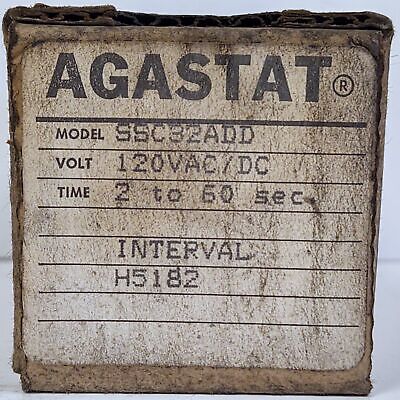 AGASTAT®
MODEL SSC32ADD
VOLT 120VAC/DC
TIME 2 to 60 sec.
INTERVAL
H5182